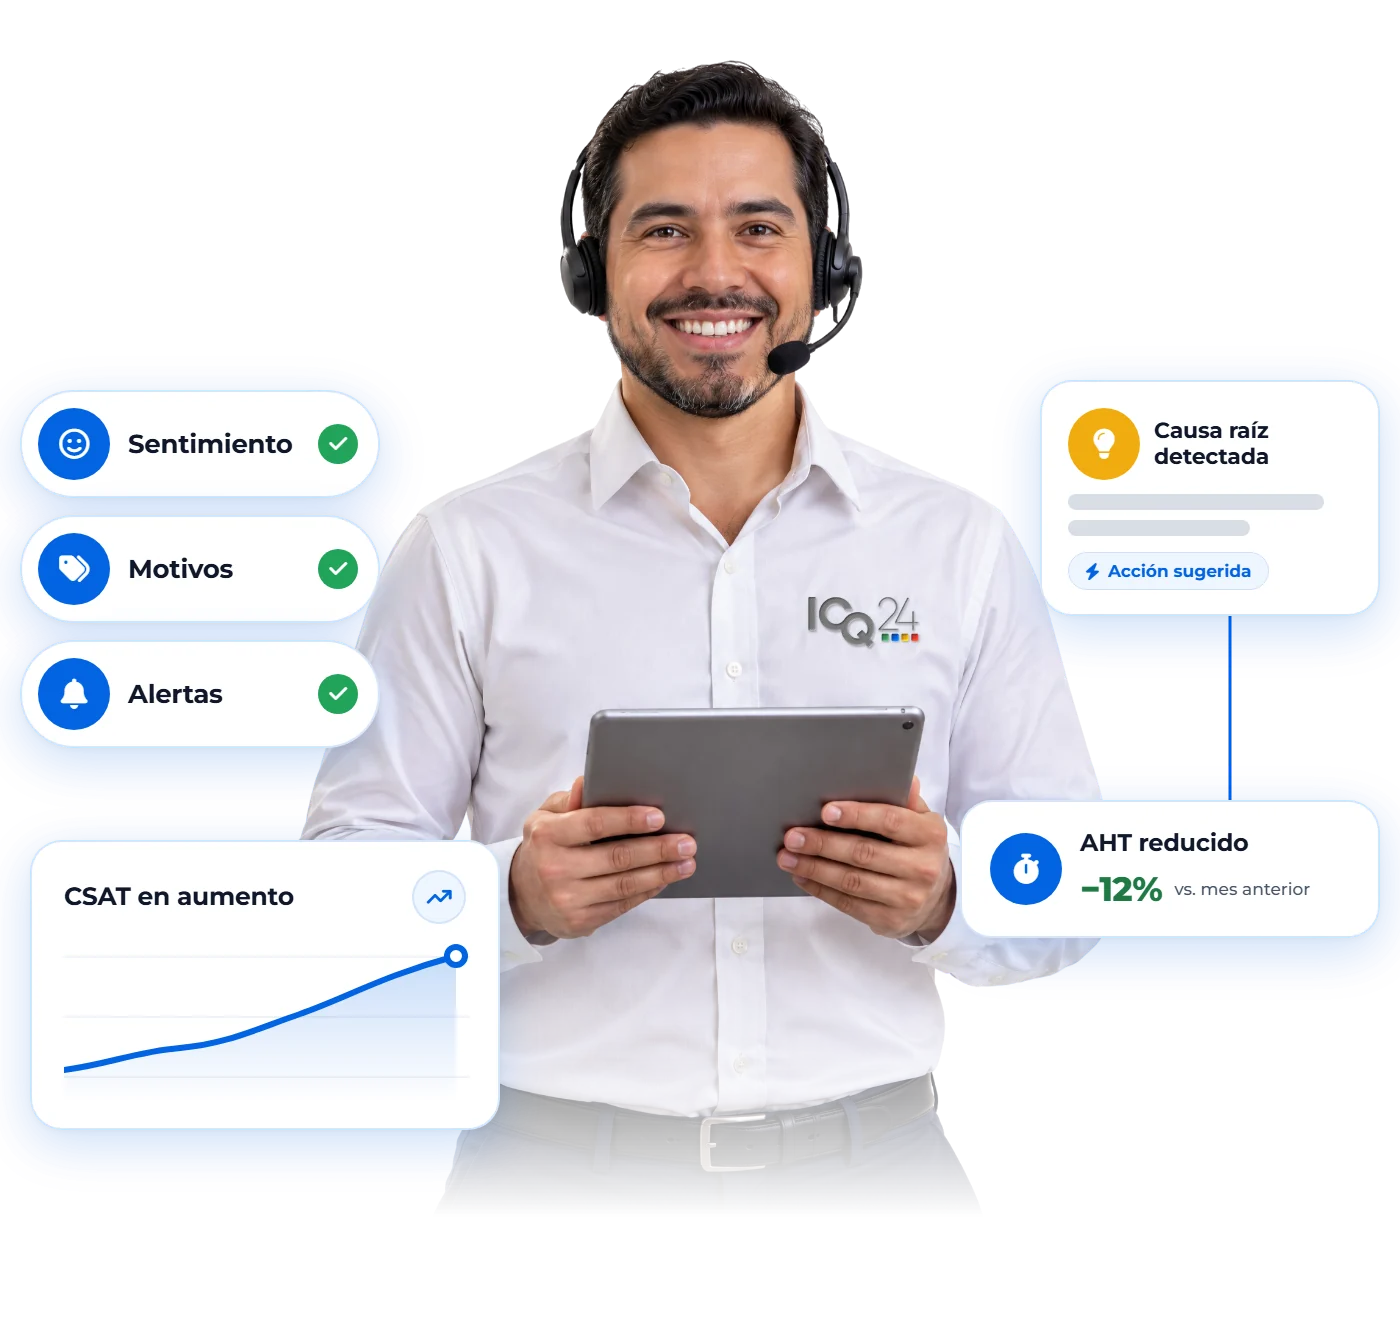 Sentimiento
Motivos
Alertas
CSAT en aumento
ICQ24
Causa raíz
detectada
Acción sugerida
AHT reducido
−12% vs. mes anterior